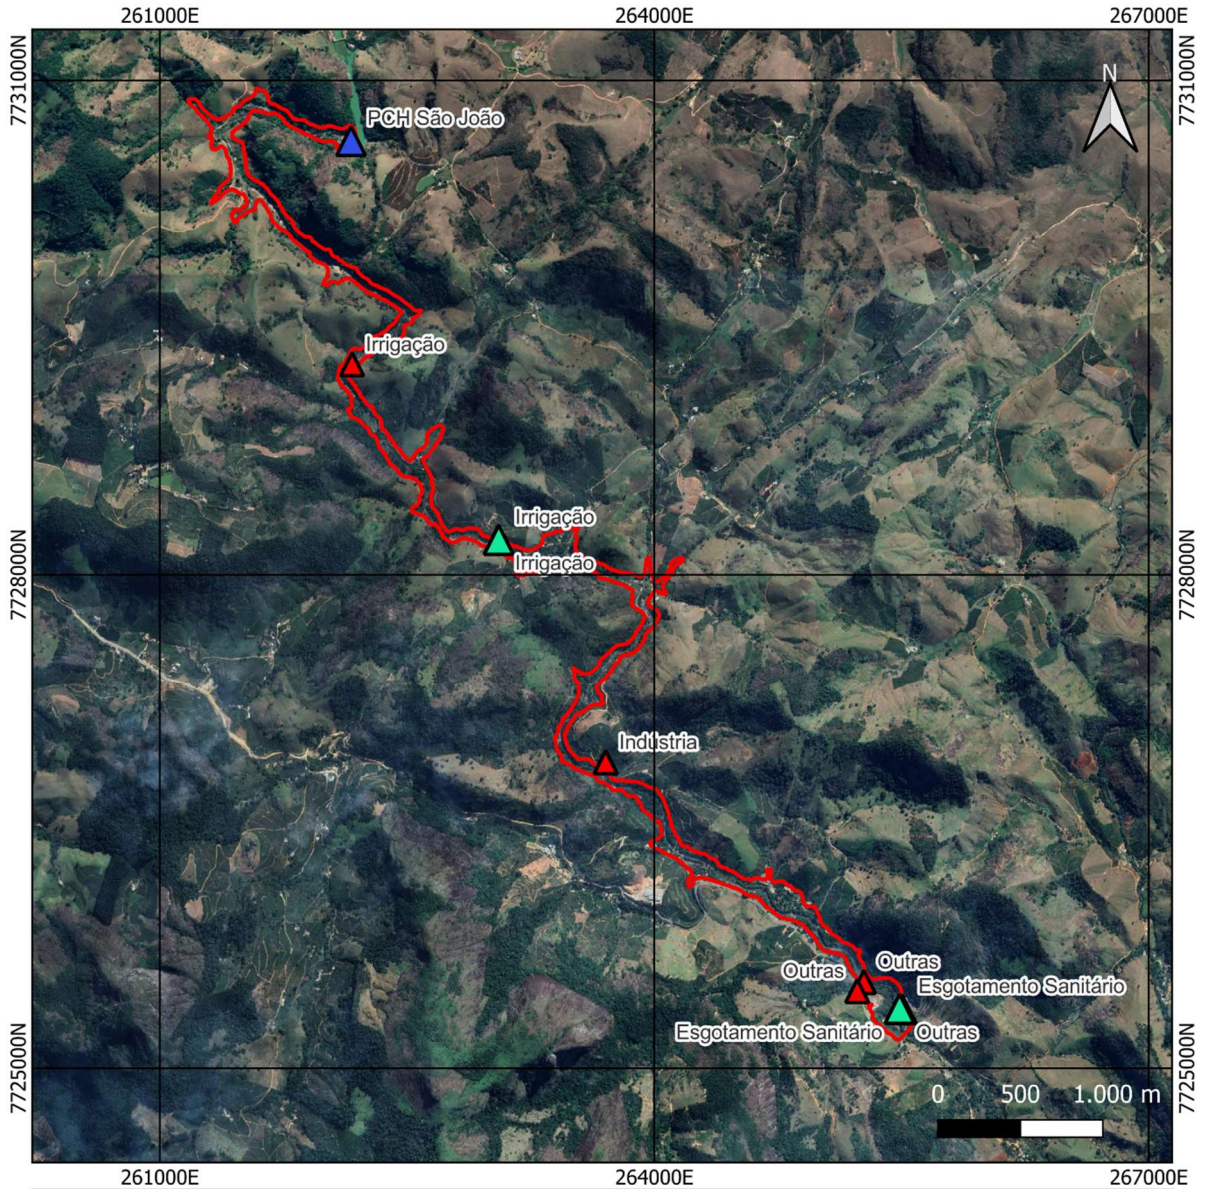 261000E
264000E
267000E
7731000N
7731000N
N
PCH São João
Irrigação
Irrigação
Irrigação
7728000N
7728000N
Indústria
Outras
Outras
Esgotamento Sanitário
Esgotamento Sanitário
Outras
7725000N
7725000N
0 500 1.000 m
261000E
264000E
267000E